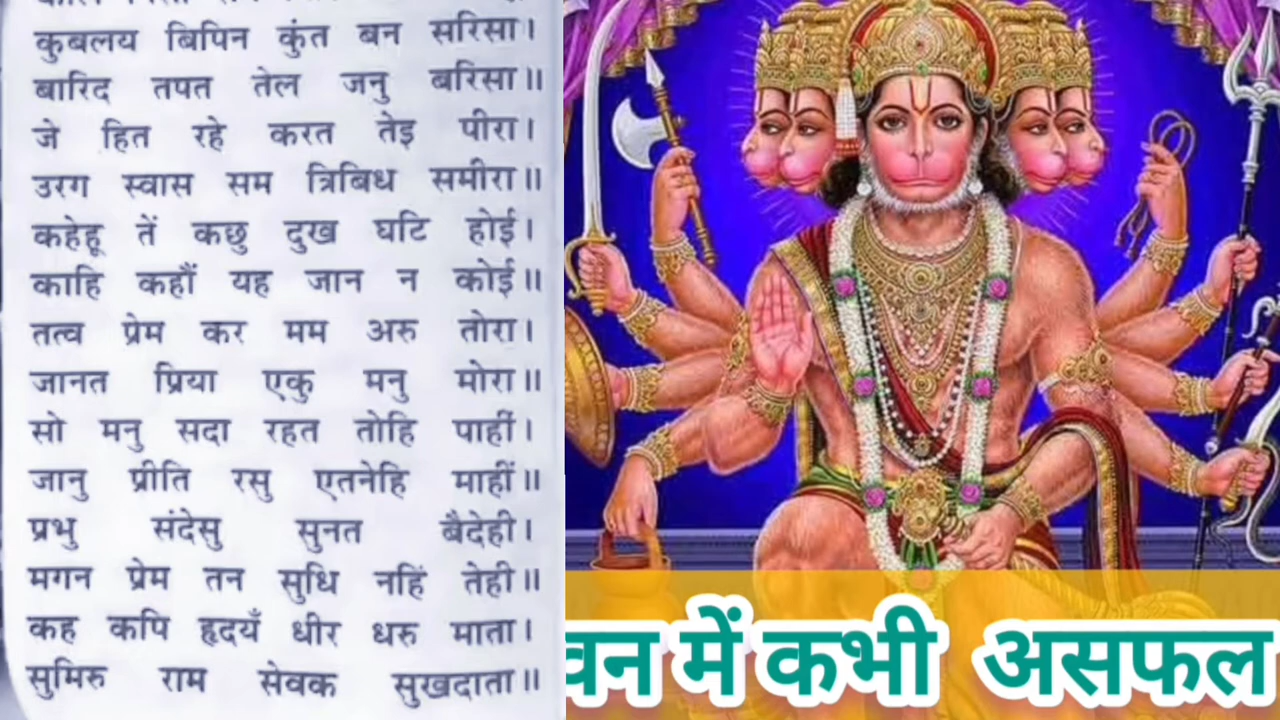 कुबलय बिपिन कुंत बन सरिसा।
बारिद तपत तेल जनु बरिसा॥
जे हित रहे करत तेइ पीरा।
उरग स्वास सम त्रिबिध समीरा॥
कहेहू तें कछु दुख घटि होई।
काहि कहौं यह जान न कोई॥
तत्व प्रेम कर मम अरु तोरा।
जानत प्रिया एकु मनु मोरा॥
सो मनु सदा रहत तोहि पाहीं।
जानु प्रीति रसु एतनेहि माहीं॥
प्रभु संदेसु सुनत बैदेही।
मगन प्रेम तन सुधि नहिं तेही॥
कह कपि हृदयँ धीर धरु माता।
सुमिरु राम सेवक सुखदाता॥
वन में कभी असफल